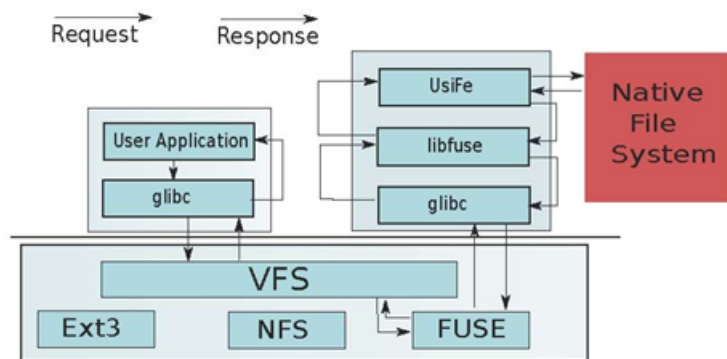 Request
Response
UsiFe
Native
File
System
User Application
libfuse
glibc
glibc
VFS
Ext3
NFS
FUSE